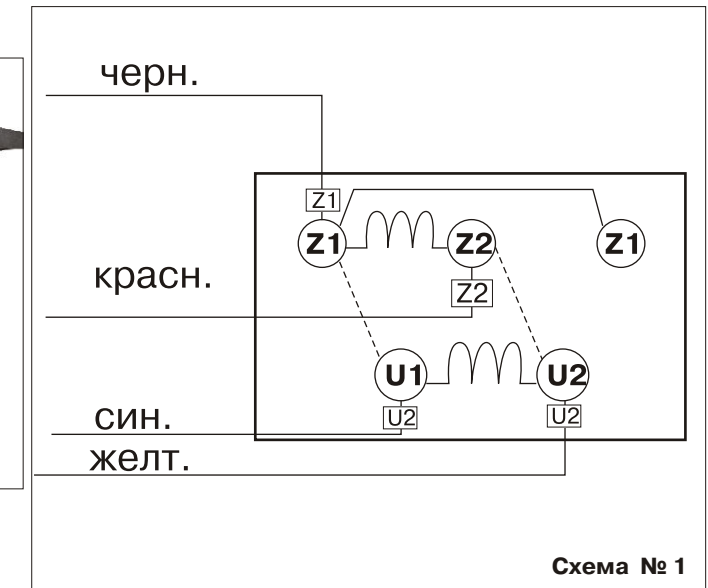 черн.
Z1
Z1 Z2 Z1
красн.
Z2
U1 U2
син. U2 U2
желт.
Схема № 1